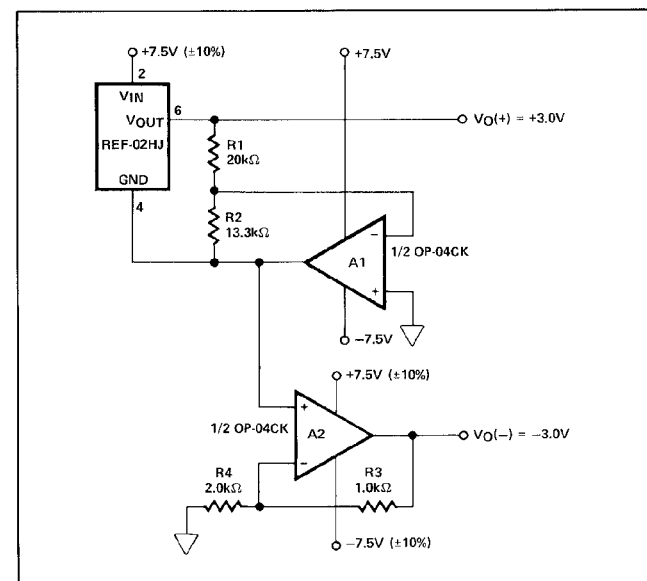 +7.5V (±10%)
2
+7.5V
VIN
6
VOUT
VO(+) = +3.0V
REF-02HJ
R1
20kΩ
GND
4
R2
13.3kΩ
−
A1
1/2 OP-04CK
+
−7.5V
+7.5V (±10%)
+
1/2 OP-04CK
A2
VO(−) = −3.0V
−
R4
2.0kΩ
R3
1.0kΩ
−7.5V (±10%)